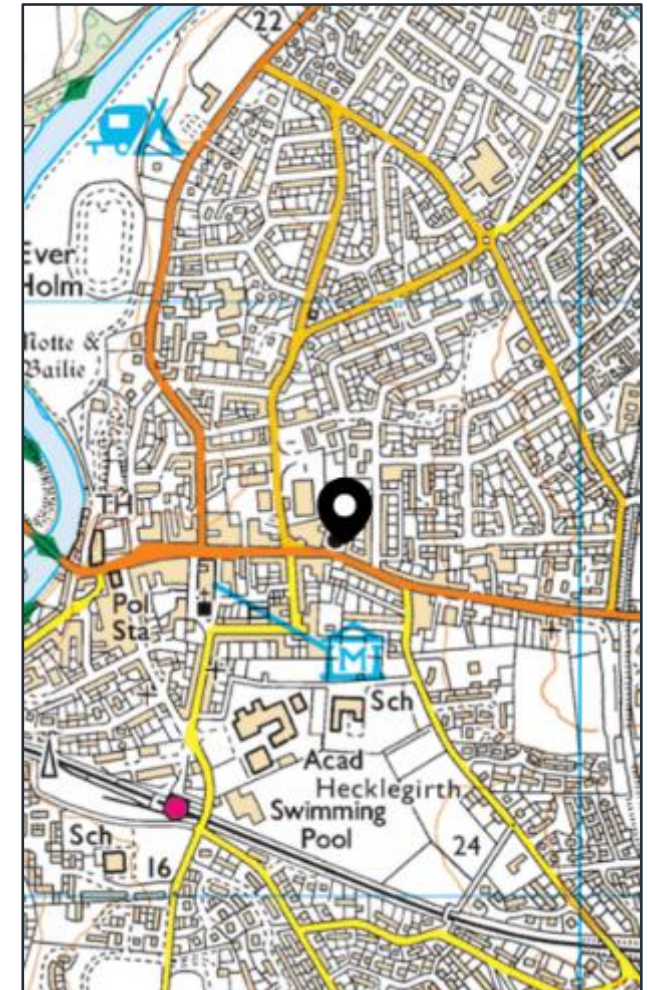 22
Ever
Holm
Motte &
Bailie
TH
Pol
Sta
M
Sch
Acad
Hecklegirth
Swimming
Pool
Sch
16
24